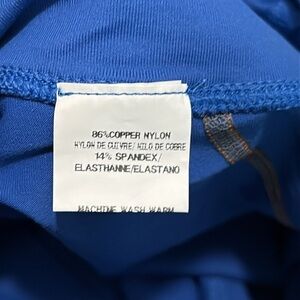 86%COPPER NYLON
NYLON DE CUIVRE/ HILO DE COBRE
14% SPANDEX/
ELASTHANNE/ELASTANO
MACHINE WASH WARM